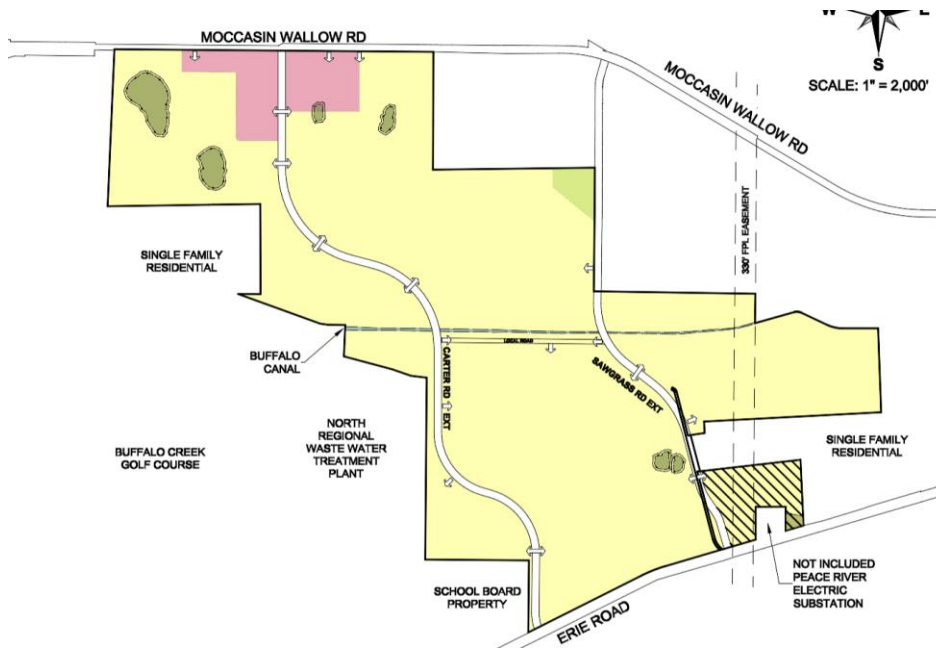 W
E
S
SCALE: 1" = 2,000'
MOCCASIN WALLOW RD
MOCCASIN WALLOW RD
330' FPL EASEMENT
SINGLE FAMILY
RESIDENTIAL
BUFFALO
CANAL
LOCAL ROAD
CARTER RD EXT
SAWGRASS RD EXT
BUFFALO CREEK
GOLF COURSE
NORTH
REGIONAL
WASTE WATER
TREATMENT
PLANT
SINGLE FAMILY
RESIDENTIAL
SCHOOL BOARD
PROPERTY
ERIE ROAD
NOT INCLUDED
PEACE RIVER
ELECTRIC
SUBSTATION